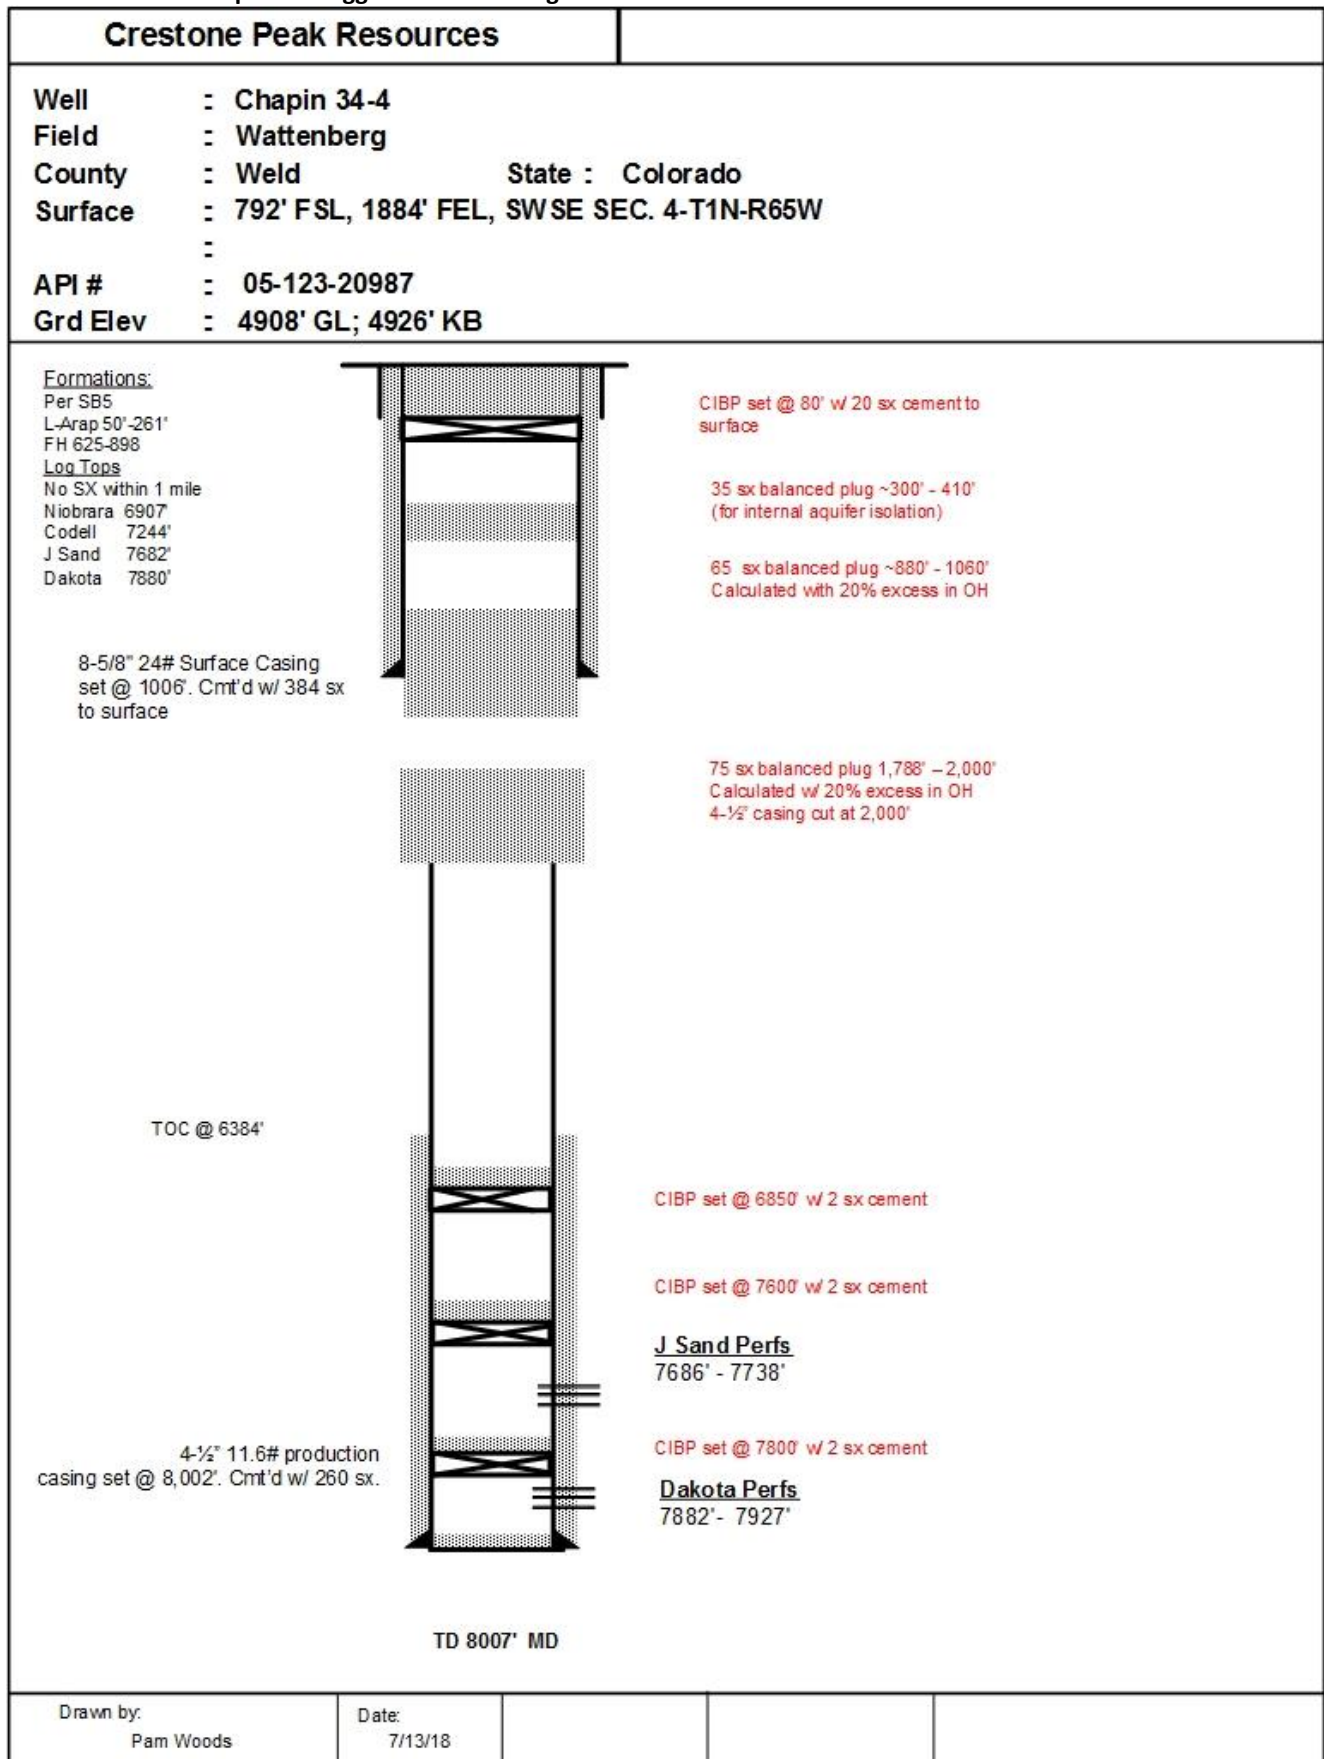 Crestone Peak Resources
Well : Chapin 34-4
Field : Wattenberg
County : Weld State : Colorado
Surface : 792' FSL, 1884' FEL, SWSE SEC. 4-T1N-R65W
:
API # : 05-123-20987
Grd Elev : 4908' GL; 4926' KB
Formations:
Per SB5
L-Arap 50'-261'
FH 625-898
Log Tops
No SX within 1 mile
Niobrara 6907'
Codell 7244'
J Sand 7682'
Dakota 7880'
CIBP set @ 80' w/ 20 sx cement to
surface
35 sx balanced plug ~300' - 410'
(for internal aquifer isolation)
65 sx balanced plug ~880' - 1060'
Calculated with 20% excess in OH
8-5/8" 24# Surface Casing
set @ 1006'. Cmt'd w/ 384 sx
to surface
75 sx balanced plug 1,788' – 2,000'
Calculated w/ 20% excess in OH
4-½" casing cut at 2,000'
TOC @ 6384'
CIBP set @ 6850' w/ 2 sx cement
CIBP set @ 7600' w/ 2 sx cement
J Sand Perfs
7686' - 7738'
4-½" 11.6# production
casing set @ 8,002'. Cmt'd w/ 260 sx.
CIBP set @ 7800' w/ 2 sx cement
Dakota Perfs
7882'- 7927'
TD 8007' MD
Drawn by:
Pam Woods
Date:
7/13/18